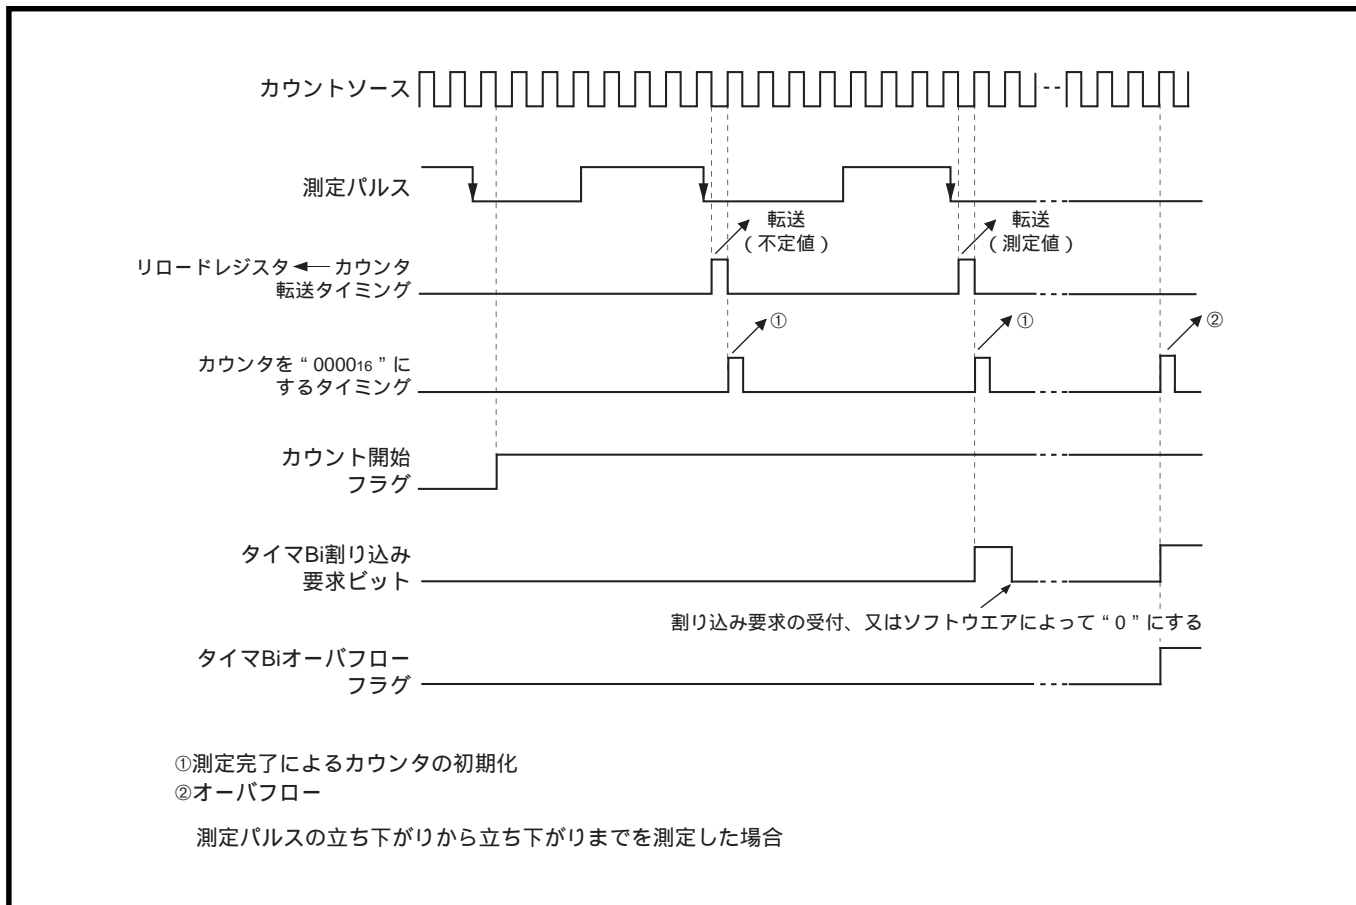 カウントソース
測定パルス
転送
（不定値）
転送
（測定値）
リロードレジスタ カウンタ
転送タイミング
①
①
②
カウンタを“000016”に
するタイミング
カウント開始
フラグ
タイマBi割り込み
要求ビット
割り込み要求の受付、又はソフトウエアによって“0”にする
タイマBiオーバフロー
フラグ
①測定完了によるカウンタの初期化
②オーバフロー
測定パルスの立ち下がりから立ち下がりまでを測定した場合